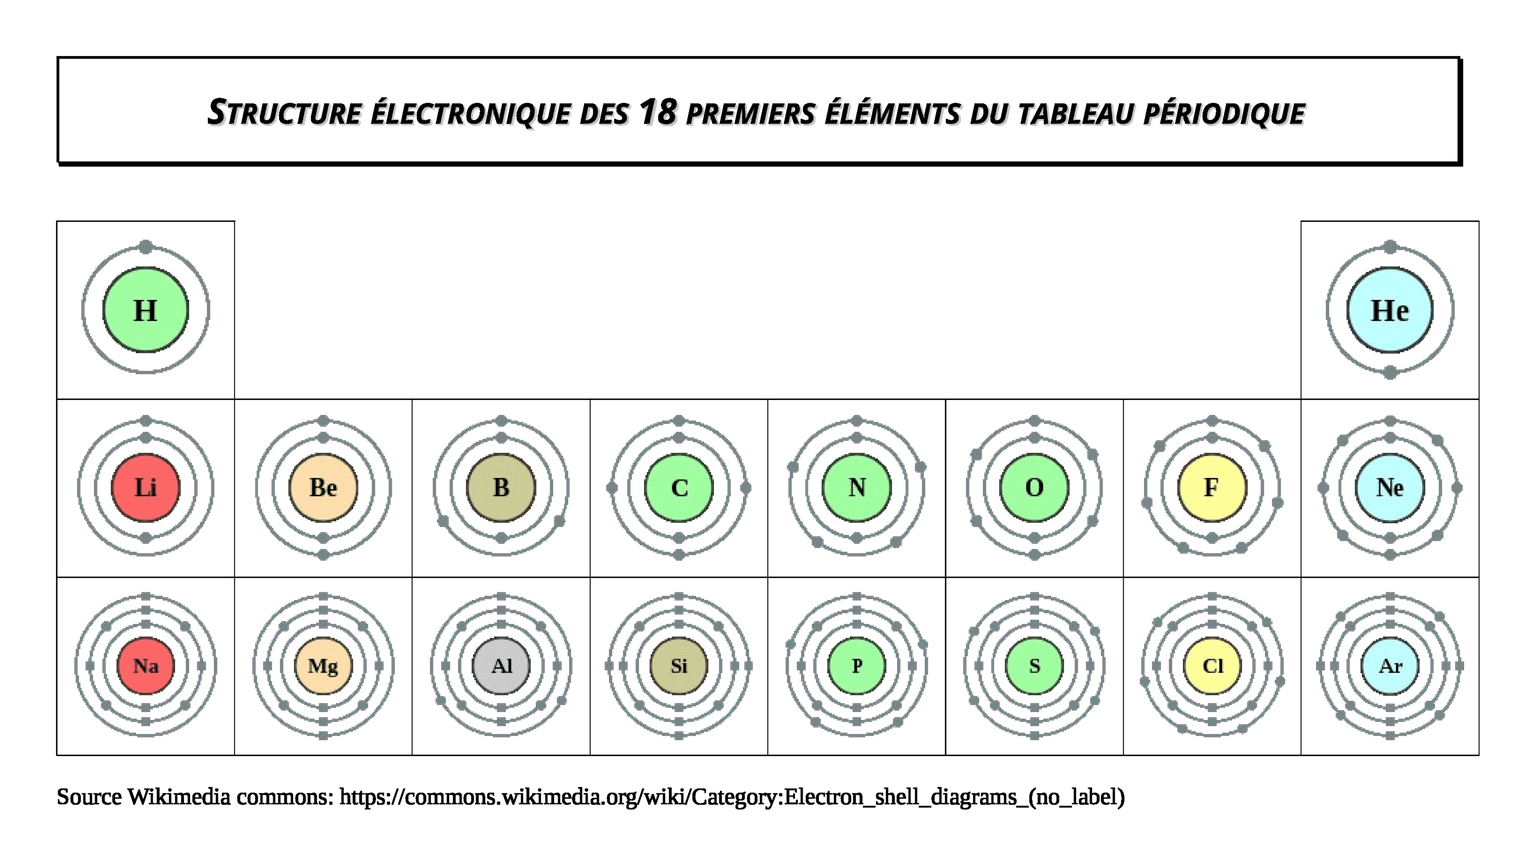 Structure électronique des 18 premiers éléments du tableau périodique
H
He
Li
Be
B
C
N
O
F
Ne
Na
Mg
Al
Si
P
S
Cl
Ar
Source Wikimedia commons: https://commons.wikimedia.org/wiki/Category:Electron_shell_diagrams_(no_label)